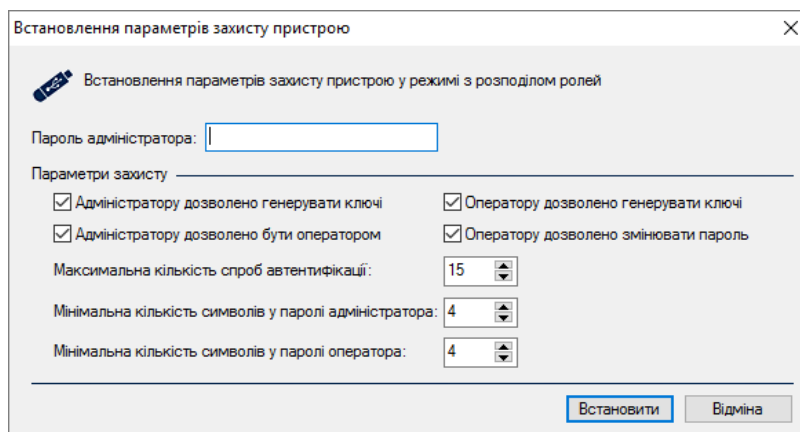 Встановлення параметрів захисту пристрою
Встановлення параметрів захисту пристрою у режимі з розподілом ролей
Пароль адміністратора:
Параметри захисту
Адміністратору дозволено генерувати ключі
Оператору дозволено генерувати ключі
Адміністратору дозволено бути оператором
Оператору дозволено змінювати пароль
Максимальна кількість спроб автентифікації: 15
Мінімальна кількість символів у паролі адміністратора: 4
Мінімальна кількість символів у паролі оператора: 4
Встановити Відміна